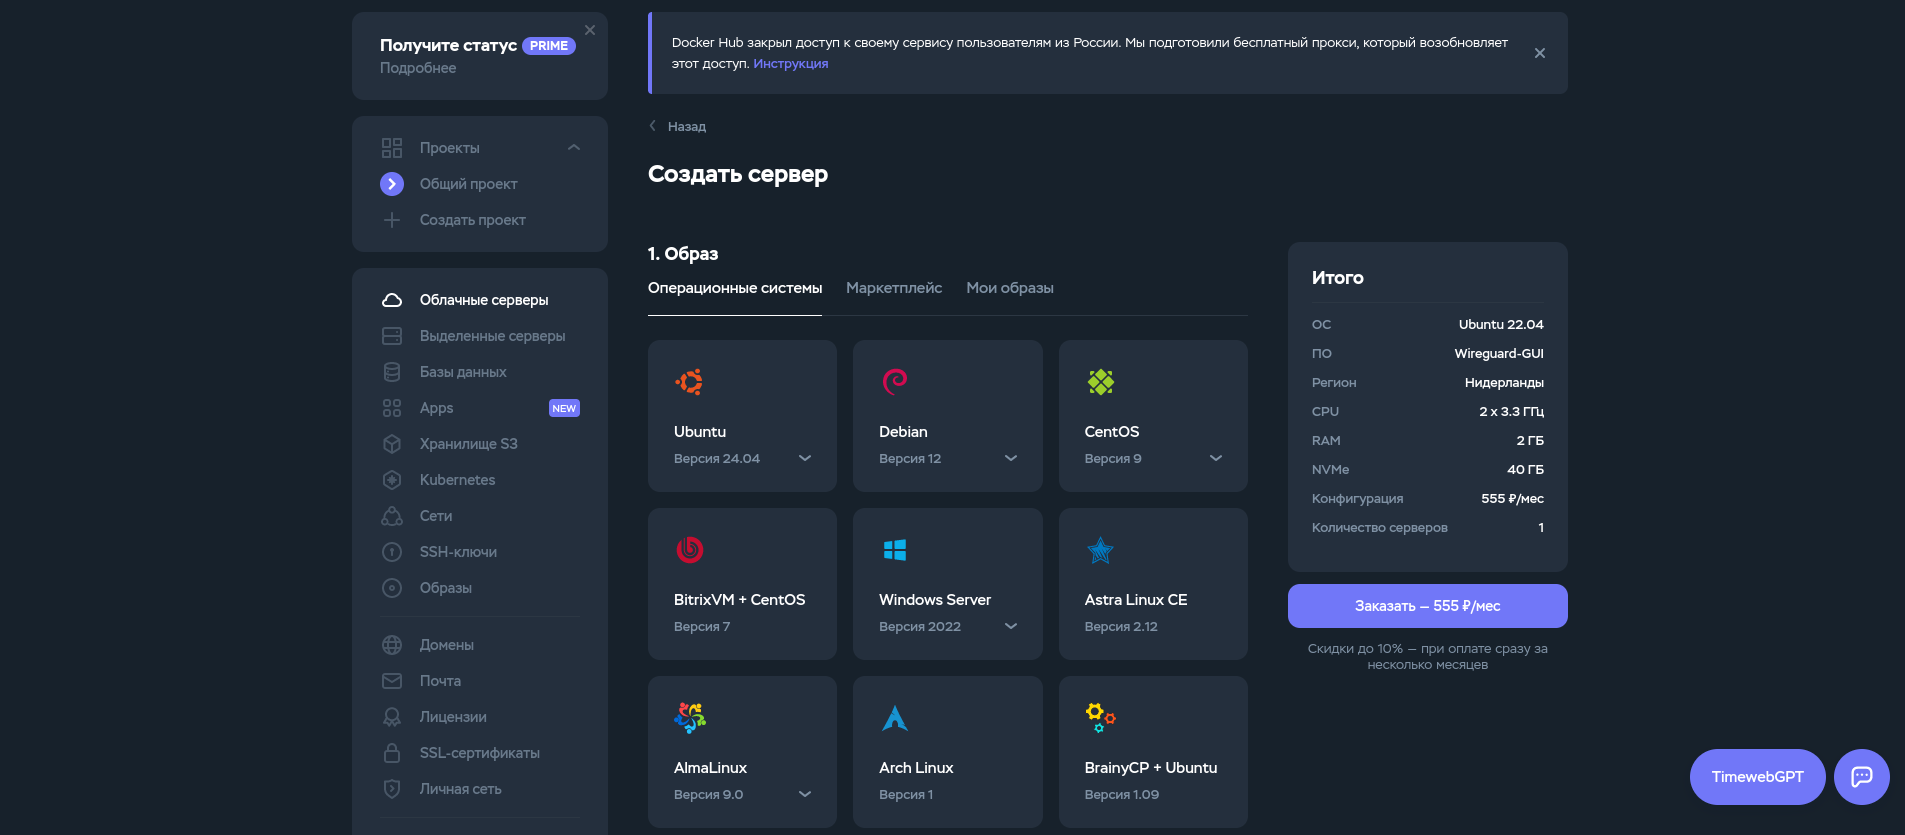 Получите статус PRIME
Подробнее
Проекты
Общий проект
Создать проект
Облачные серверы
Выделенные серверы
Базы данных
Apps NEW
Хранилище S3
Kubernetes
Сети
SSH-ключи
Образы
Домены
Почта
Лицензии
SSL-сертификаты
Личная сеть
Docker Hub закрыл доступ к своему сервису пользователям из России. Мы подготовили бесплатный прокси, который возобновляет
этот доступ. Инструкция
Назад
Создать сервер
1. Образ
Операционные системы Маркетплейс Мои образы
Ubuntu
Версия 24.04
Debian
Версия 12
CentOS
Версия 9
BitrixVM + CentOS
Версия 7
Windows Server
Версия 2022
Astra Linux CE
Версия 2.12
AlmaLinux
Версия 9.0
Arch Linux
Версия 1
BrainyCP + Ubuntu
Версия 1.09
Итого
ОС Ubuntu 22.04
ПО Wireguard-GUI
Регион Нидерланды
CPU 2 x 3.3 ГГц
RAM 2 ГБ
NVMe 40 ГБ
Конфигурация 555 ₽/мес
Количество серверов 1
Заказать — 555 ₽/мес
Скидки до 10% — при оплате сразу за
несколько месяцев
TimewebGPT